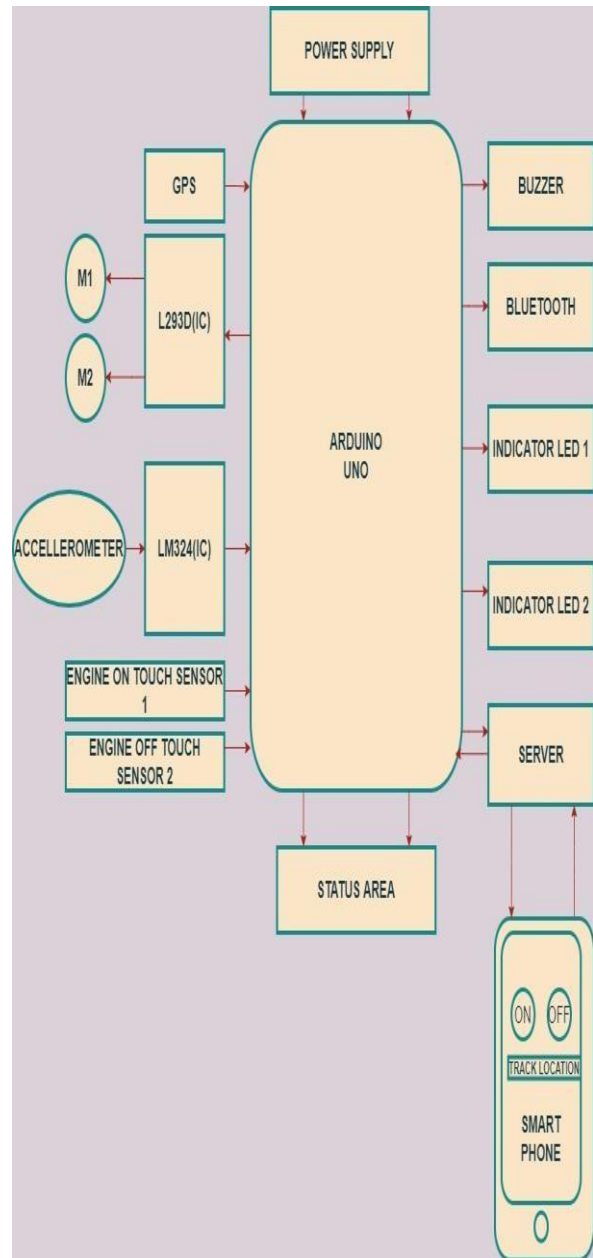 POWER SUPPLY
GPS
BUZZER
M1
L293D(IC)
BLUETOOTH
M2
ARDUINO
UNO
INDICATOR LED 1
ACCELLEROMETER
LM324(IC)
INDICATOR LED 2
ENGINE ON TOUCH SENSOR
1
ENGINE OFF TOUCH
SENSOR 2
SERVER
STATUS AREA
ON
OFF
TRACK LOCATION
SMART
PHONE